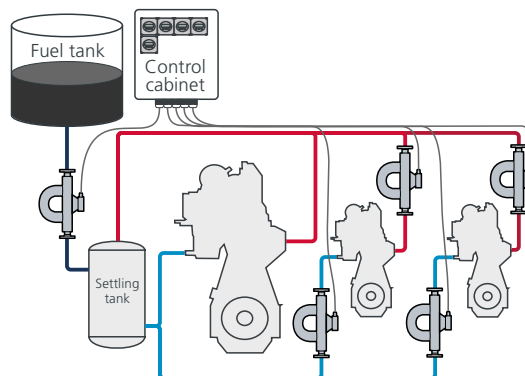 Fuel tank
Control
cabinet
Settling
tank